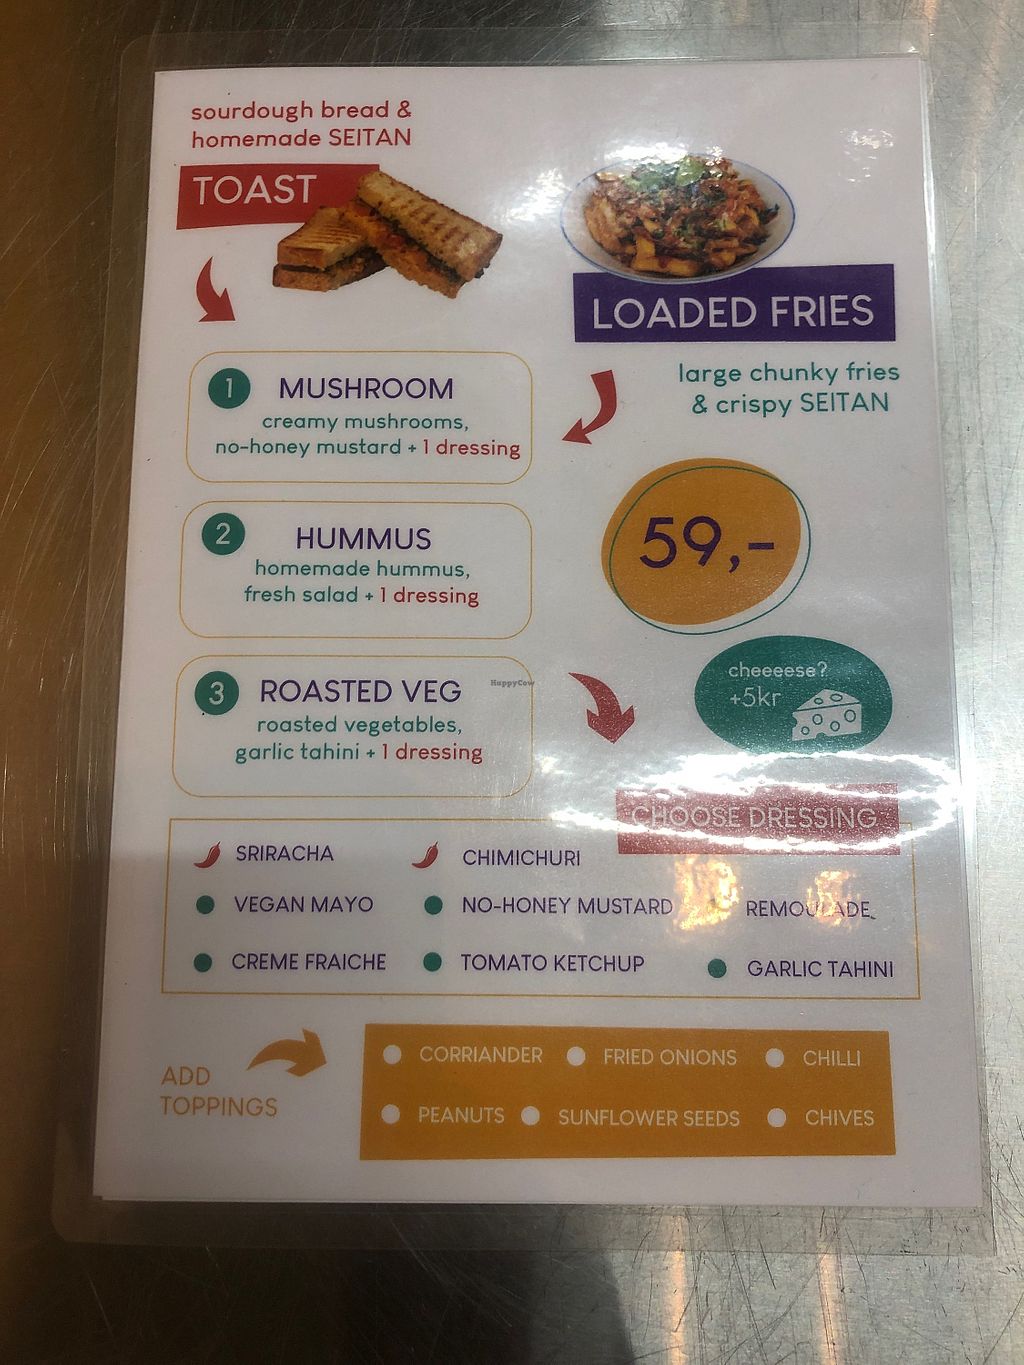 sourdough bread &
homemade SEITAN
TOAST
LOADED FRIES
large chunky fries
& crispy SEITAN
1 MUSHROOM
creamy mushrooms,
no-honey mustard + 1 dressing
2 HUMMUS
homemade hummus,
fresh salad + 1 dressing
59,-
cheeeese?
+5kr
3 ROASTED VEG
roasted vegetables,
garlic tahini + 1 dressing
HappyCow
CHOOSE DRESSING
SRIRACHA
CHIMICHURI
VEGAN MAYO
NO-HONEY MUSTARD
REMOULADE
CREME FRAICHE
TOMATO KETCHUP
GARLIC TAHINI
ADD
TOPPINGS
CORRIANDER
FRIED ONIONS
CHILLI
PEANUTS
SUNFLOWER SEEDS
CHIVES